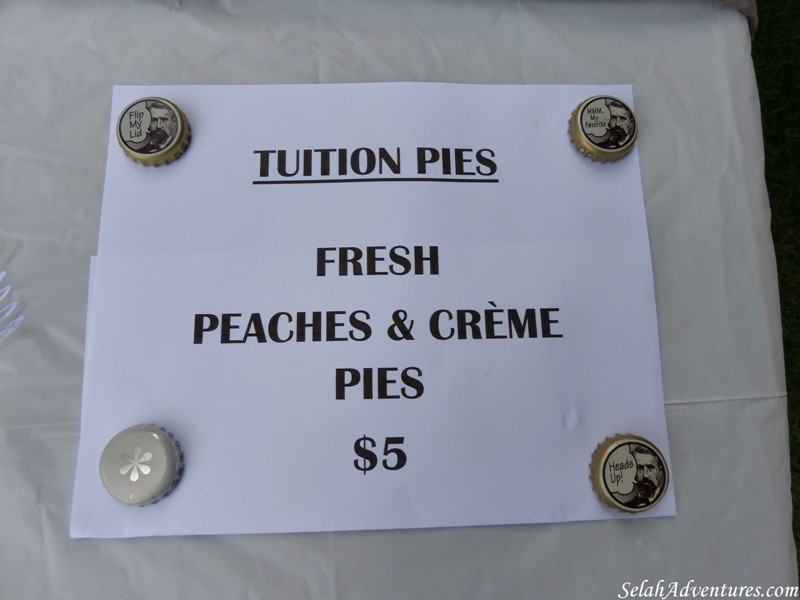 Flip
My
Lid
MMM...
My
Favorite
TUITION PIES
FRESH
PEACHES & CRÈME
PIES
$5
Heads
Up!
SelahAdventures.com